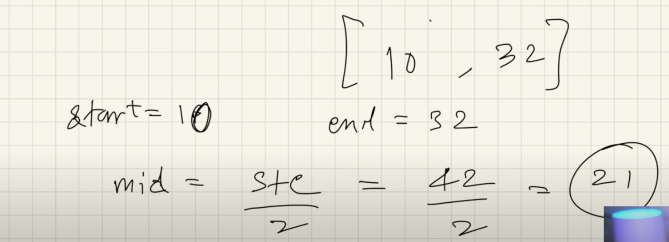 [10, 32]
start = 10 end = 32
mid = s+e/2 = 42/2 = 21